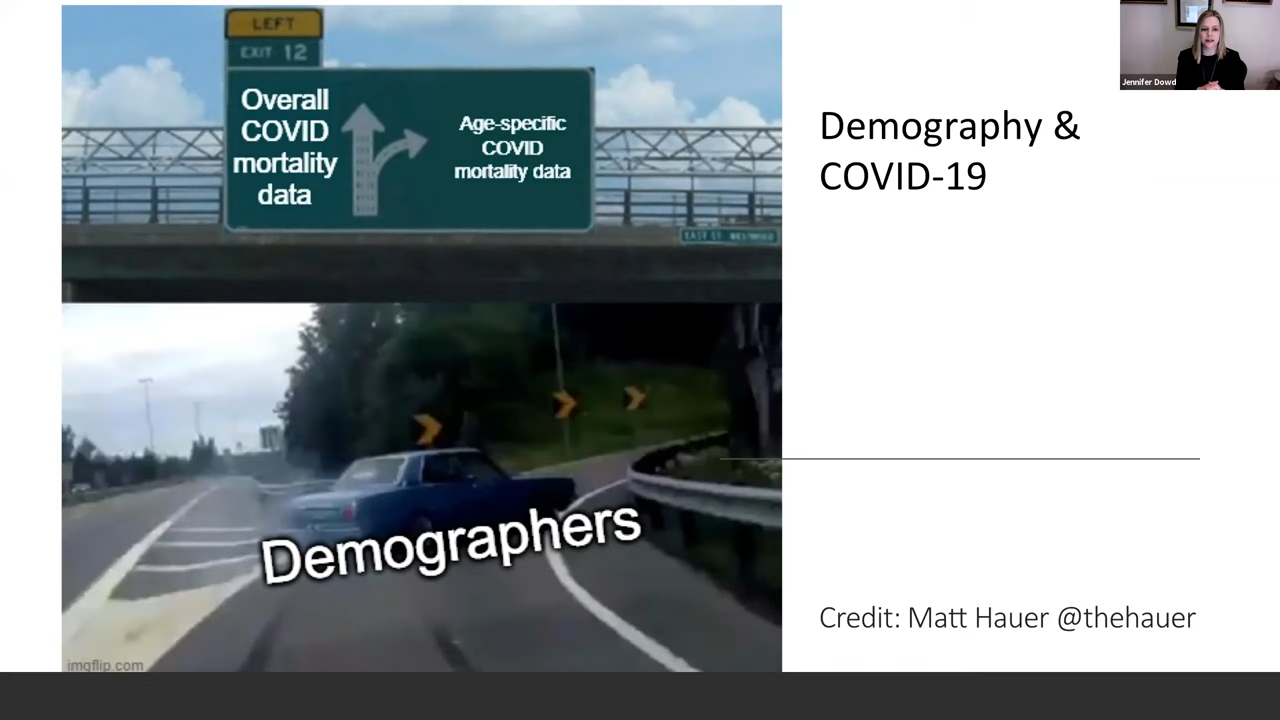 LEFT
EXIT 12
Overall
COVID
mortality
data
Age-specific
COVID
mortality data
Demographers
imgflip.com
Demography &
COVID-19
Credit: Matt Hauer @thehauer
Jennifer Dowd